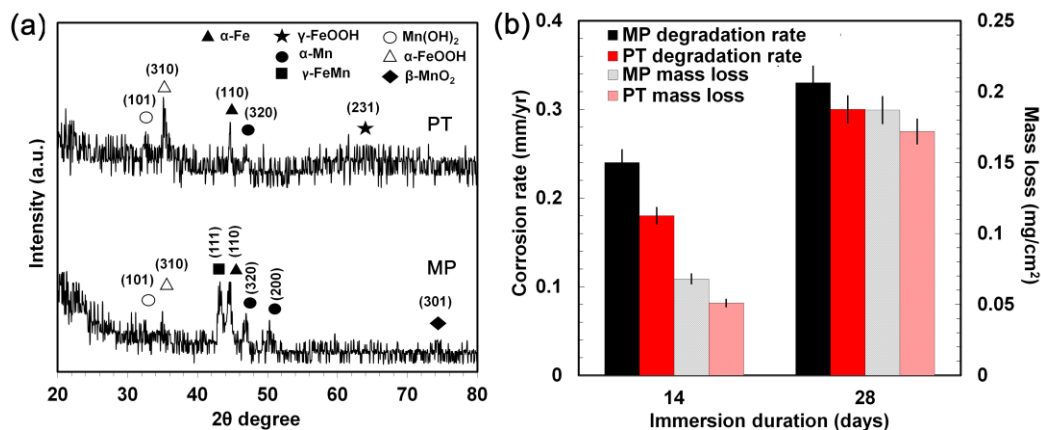 (a)
▲ α-Fe ★ γ-FeOOH ○ Mn(OH)₂
● α-Mn △ α-FeOOH
■ γ-FeMn ◆ β-MnO₂
(310)
(101)
(110)
(320)
(231)
PT
Intensity (a.u.)
(111)
(110)
MP
(101)
(310)
(320)
(200)
(301)
20 30 40 50 60 70 80
2θ degree
(b)
MP degradation rate
PT degradation rate
MP mass loss
PT mass loss
0.4
0.3
0.2
0.1
0
Corrosion rate (mm/yr)
0.25
0.2
0.15
0.1
0.05
0
Mass loss (mg/cm²)
14 28
Immersion duration (days)